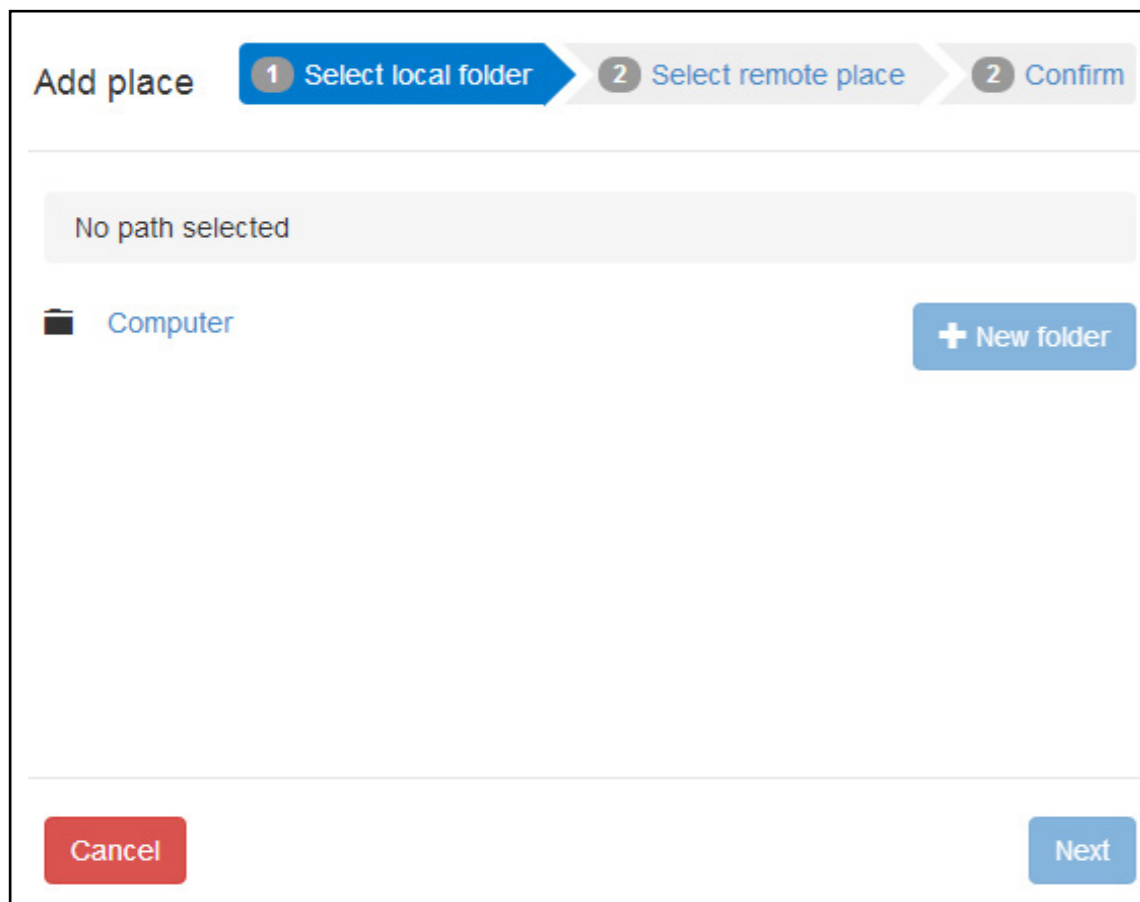 Add place 1 Select local folder 2 Select remote place 2 Confirm
No path selected
Computer + New folder
Cancel Next